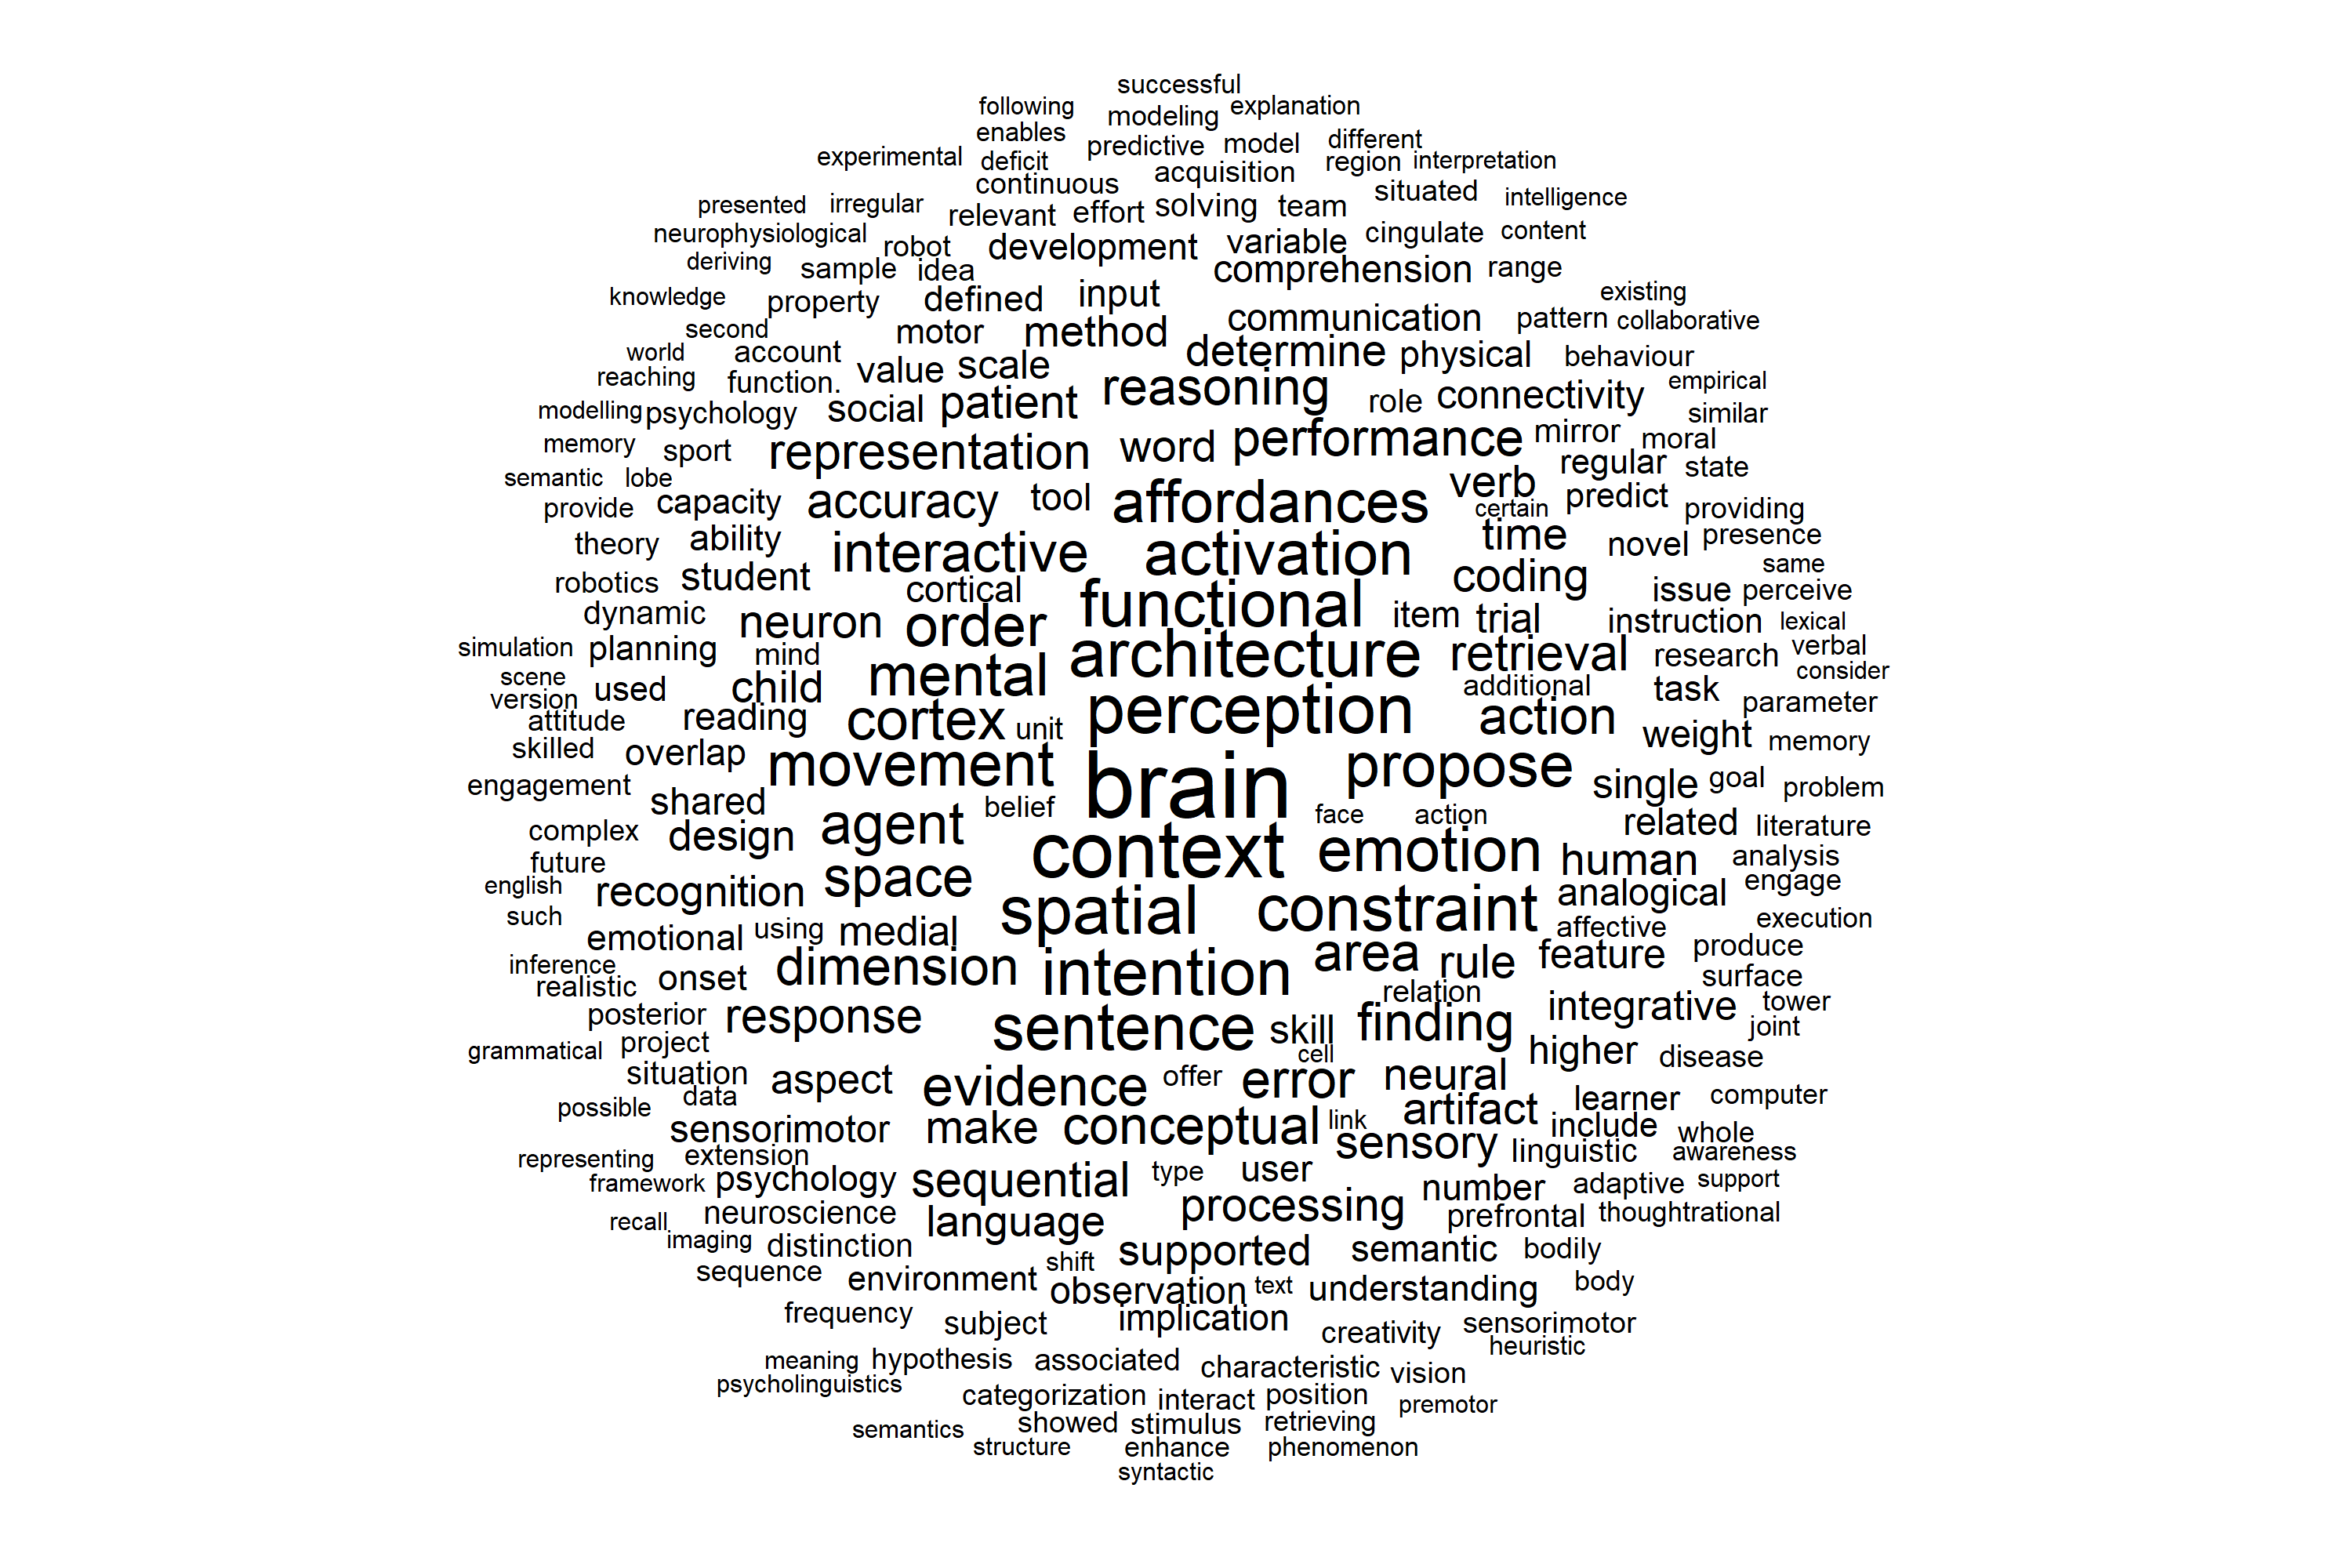 successful
following modeling explanation
enables predictive model different
experimental deficit region interpretation
continuous acquisition situated intelligence
presented irregular relevant effort solving team
neurophysiological robot development variable cingulate content
deriving sample idea comprehension range
knowledge property defined input existing
second motor method communication pattern collaborative
world account value scale determine physical behaviour
reaching function. patient reasoning role connectivity empirical
modelling psychology social similar
memory sport representation word performance mirror moral
semantic lobe verb regular state
provide capacity accuracy tool affordances certain predict providing
theory ability interactive activation time novel presence
robotics student cortical coding issue perceive same
dynamic neuron order functional item trial instruction lexical
simulation planning mind mental architecture retrieval research verbal
scene used child additional task consider
version reading cortex unit perception action parameter
attitude
skilled overlap movement brain propose weight memory
engagement shared belief face action single goal problem
complex design agent related literature
future context emotion human analysis
english recognition space analogical engage
such emotional using medial spatial constraint affective execution
inference onset dimension intention area rule feature produce
realistic relation surface
posterior response sentence skill finding integrative tower
grammatical project cell higher disease joint
situation aspect evidence offer error neural learner computer
possible data artifact
sensorimotor make conceptual link sensory include whole
representing extension linguistic awareness
framework psychology sequential type user number adaptive support
recall neuroscience language processing prefrontal thoughtrational
imaging distinction supported semantic bodily
sequence environment shift observation text understanding body
frequency subject implication creativity sensorimotor
heuristic
meaning hypothesis associated characteristic vision
psycholinguistics categorization interact position premotor
semantics showed stimulus retrieving
structure enhance phenomenon
syntactic